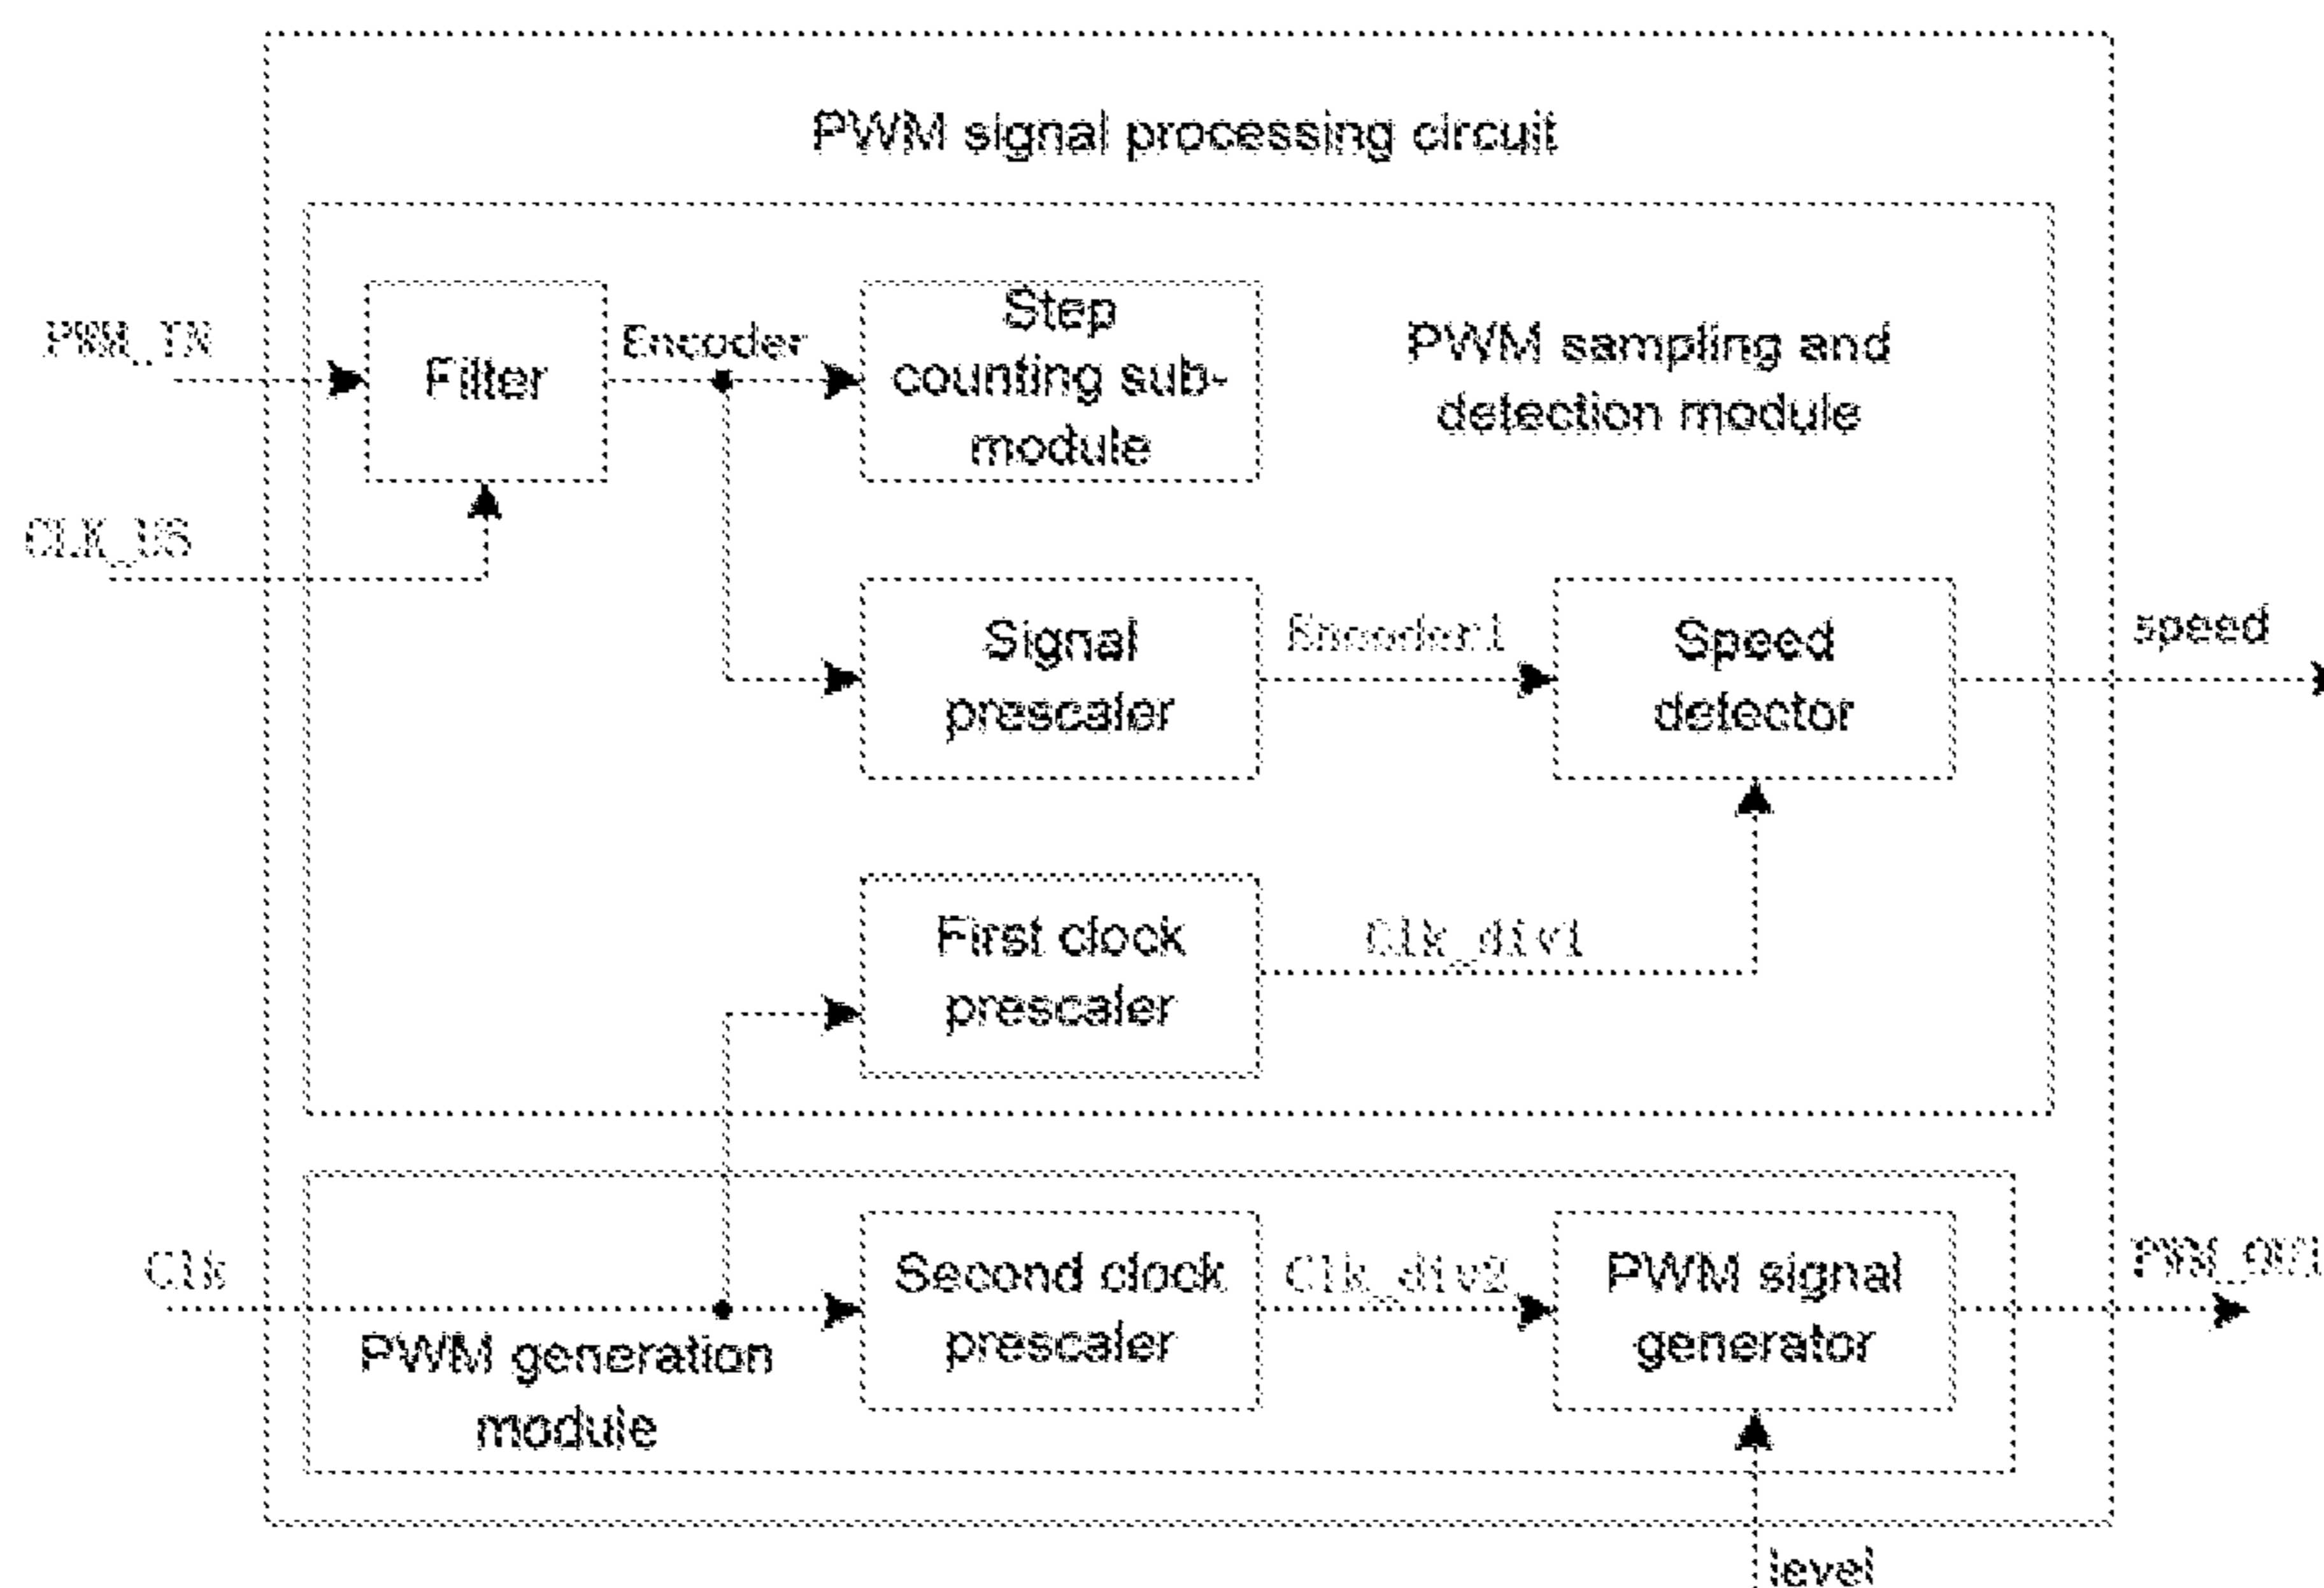 PWM signal processing circuit
PWM_IN
Filter
Encoder
Step
counting sub-
module
PWM sampling and
detection module
CLK_US
Signal
prescaler
Encoder1
Speed
detector
speed
First clock
prescaler
Clk_div1
Clk
PWM generation
module
Second clock
prescaler
Clk_div2
PWM signal
generator
PWM_OUT
level